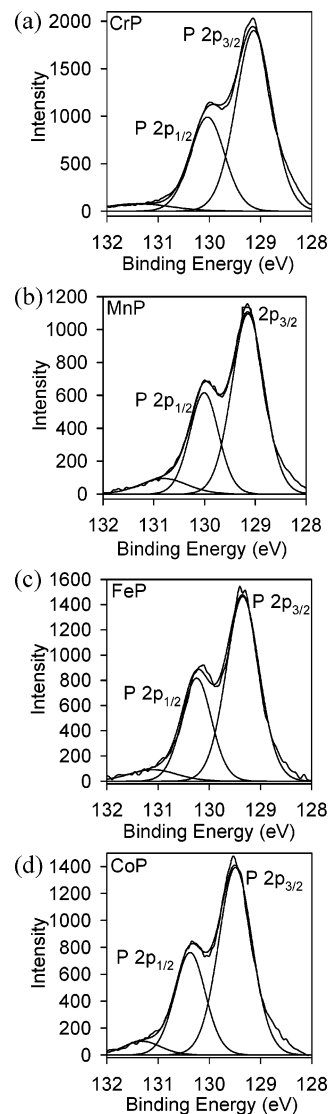 (a)
CrP
P 2p3/2
P 2p1/2
Intensity
2000
1500
1000
500
0
132 131 130 129 128
Binding Energy (eV)
(b)
MnP
2p3/2
P 2p1/2
Intensity
1200
1000
800
600
400
200
0
132 131 130 129 128
Binding Energy (eV)
(c)
FeP
P 2p3/2
P 2p1/2
Intensity
1600
1400
1200
1000
800
600
400
200
0
132 131 130 129 128
Binding Energy (eV)
(d)
CoP
P 2p3/2
P 2p1/2
Intensity
1400
1200
1000
800
600
400
200
0
132 131 130 129 128
Binding Energy (eV)